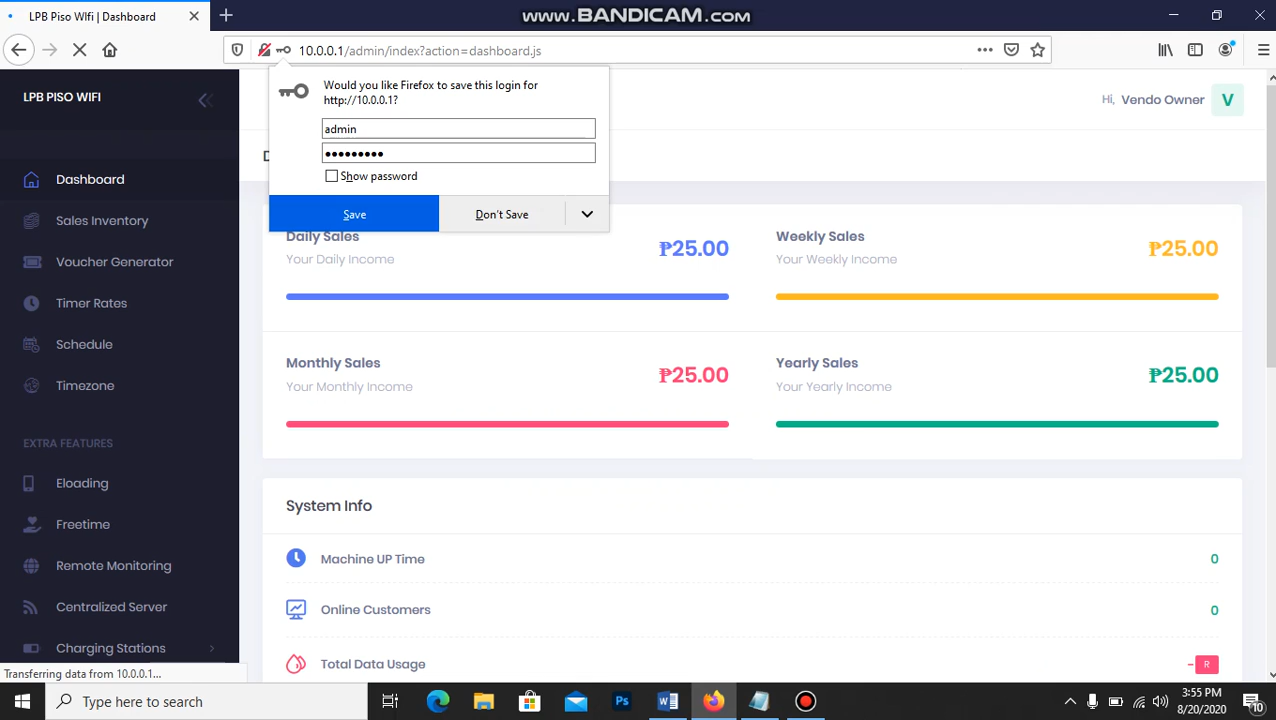 www.BANDICAM.com
LPB Piso WIfi | Dashboard
10.0.0.1/admin/index?action=dashboard.js
LPB PISO WIFI
Would you like Firefox to save this login for
http://10.0.0.1?
admin
Show password
Save
Don't Save
Hi, Vendo Owner V
D
Dashboard
Sales Inventory
Voucher Generator
Timer Rates
Schedule
Timezone
EXTRA FEATURES
Eloading
Freetime
Remote Monitoring
Centralized Server
Charging Stations
Daily Sales
Your Daily Income
₱25.00
Weekly Sales
Your Weekly Income
₱25.00
Monthly Sales
Your Monthly Income
₱25.00
Yearly Sales
Your Yearly Income
₱25.00
System Info
Machine UP Time 0
Online Customers 0
Total Data Usage – R
Transferring data from 10.0.0.1...
Type here to search
Ps
W
3:55 PM
8/20/2020
10